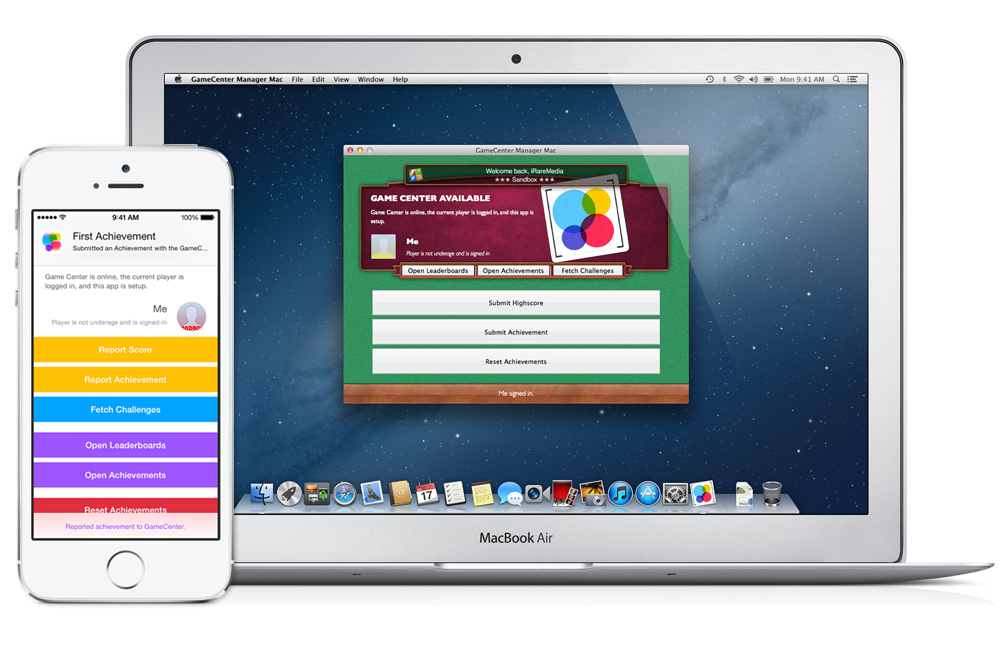 ●●●●● 9:41 AM 100%
First Achievement
Submitted an Achievement with the GameC...
Game Center is online, the current player is
logged in, and this app is setup.
Me
Player is not underage and is signed-in
Report Score
Report Achievement
Fetch Challenges
Open Leaderboards
Open Achievements
Reset Achievements
Reported achievement to GameCenter.
GameCenter Manager Mac File Edit View Window Help Mon 9:41 AM
GameCenter Manager Mac
Welcome back, iRareMedia
★★★ Sandbox ★★★
GAME CENTER AVAILABLE
Game Center is online, the current player is logged in, and this app is
setup.
Me
Player is not underage and is signed in
Open Leaderboards Open Achievements Fetch Challenges
Submit Highscore
Submit Achievement
Reset Achievements
Me signed in.
17
MacBook Air